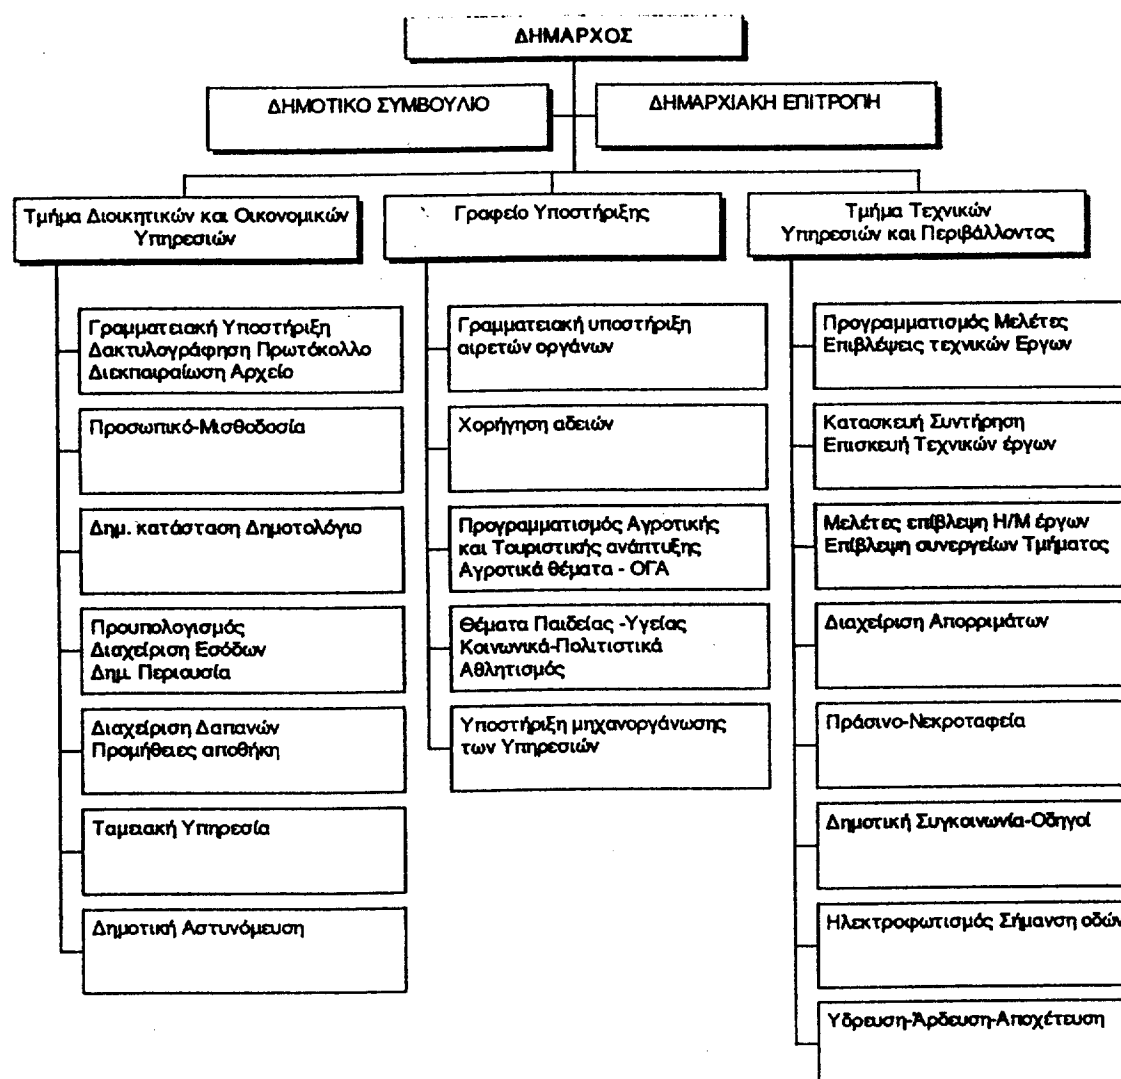 ΔΗΜΑΡΧΟΣ
ΔΗΜΟΤΙΚΟ ΣΥΜΒΟΥΛΙΟ
ΔΗΜΑΡΧΙΑΚΗ ΕΠΙΤΡΟΠΗ
Τμήμα Διοικητικών και Οικονομικών
Υπηρεσιών
Γραφείο Υποστήριξης
Τμήμα Τεχνικών
Υπηρεσιών και Περιβάλλοντος
Γραμματειακή Υποστήριξη
Δακτυλογράφηση Πρωτόκολλο
Διεκπαιραίωση Αρχείο
Προσωπικό-Μισθοδοσία
Δημ. κατάσταση Δημοτολόγιο
Προυπολογισμός
Διαχείριση Εσόδων
Δημ. Περιουσία
Διαχείριση Δαπανών
Προμήθειες αποθήκη
Ταμειακή Υπηρεσία
Δημοτική Αστυνόμευση
Γραμματειακή υποστήριξη
αιρετών οργάνων
Χορήγηση αδειών
Προγραμματισμός Αγροτικής
και Τουριστικής ανάπτυξης
Αγροτικά θέματα - ΟΓΑ
Θέματα Παιδείας -Υγείας
Κοινωνικά-Πολιτιστικά
Αθλητισμός
Υποστήριξη μηχανοργάνωσης
των Υπηρεσιών
Προγραμματισμός Μελέτες
Επιβλέψεις τεχνικών Εργων
Κατασκευή Συντήρηση
Επισκευή Τεχνικών έργων
Μελέτες επίβλεψη Η/Μ έργων
Επίβλεψη συνεργείων Τμήματος
Διαχείριση Απορριμάτων
Πράσινο-Νεκροταφεία
Δημοτική Συγκοινωνία-Οδηγοί
Ηλεκτροφωτισμός Σήμανση οδών
Υδρευση-Άρδευση-Αποχέτευση